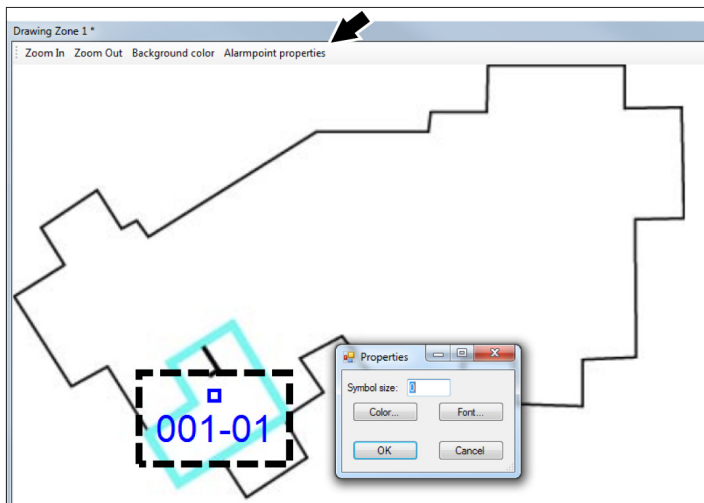 Drawing Zone 1 *
Zoom In Zoom Out Background color Alarmpoint properties
Properties
Symbol size: 0
Color... Font...
001-01
OK Cancel